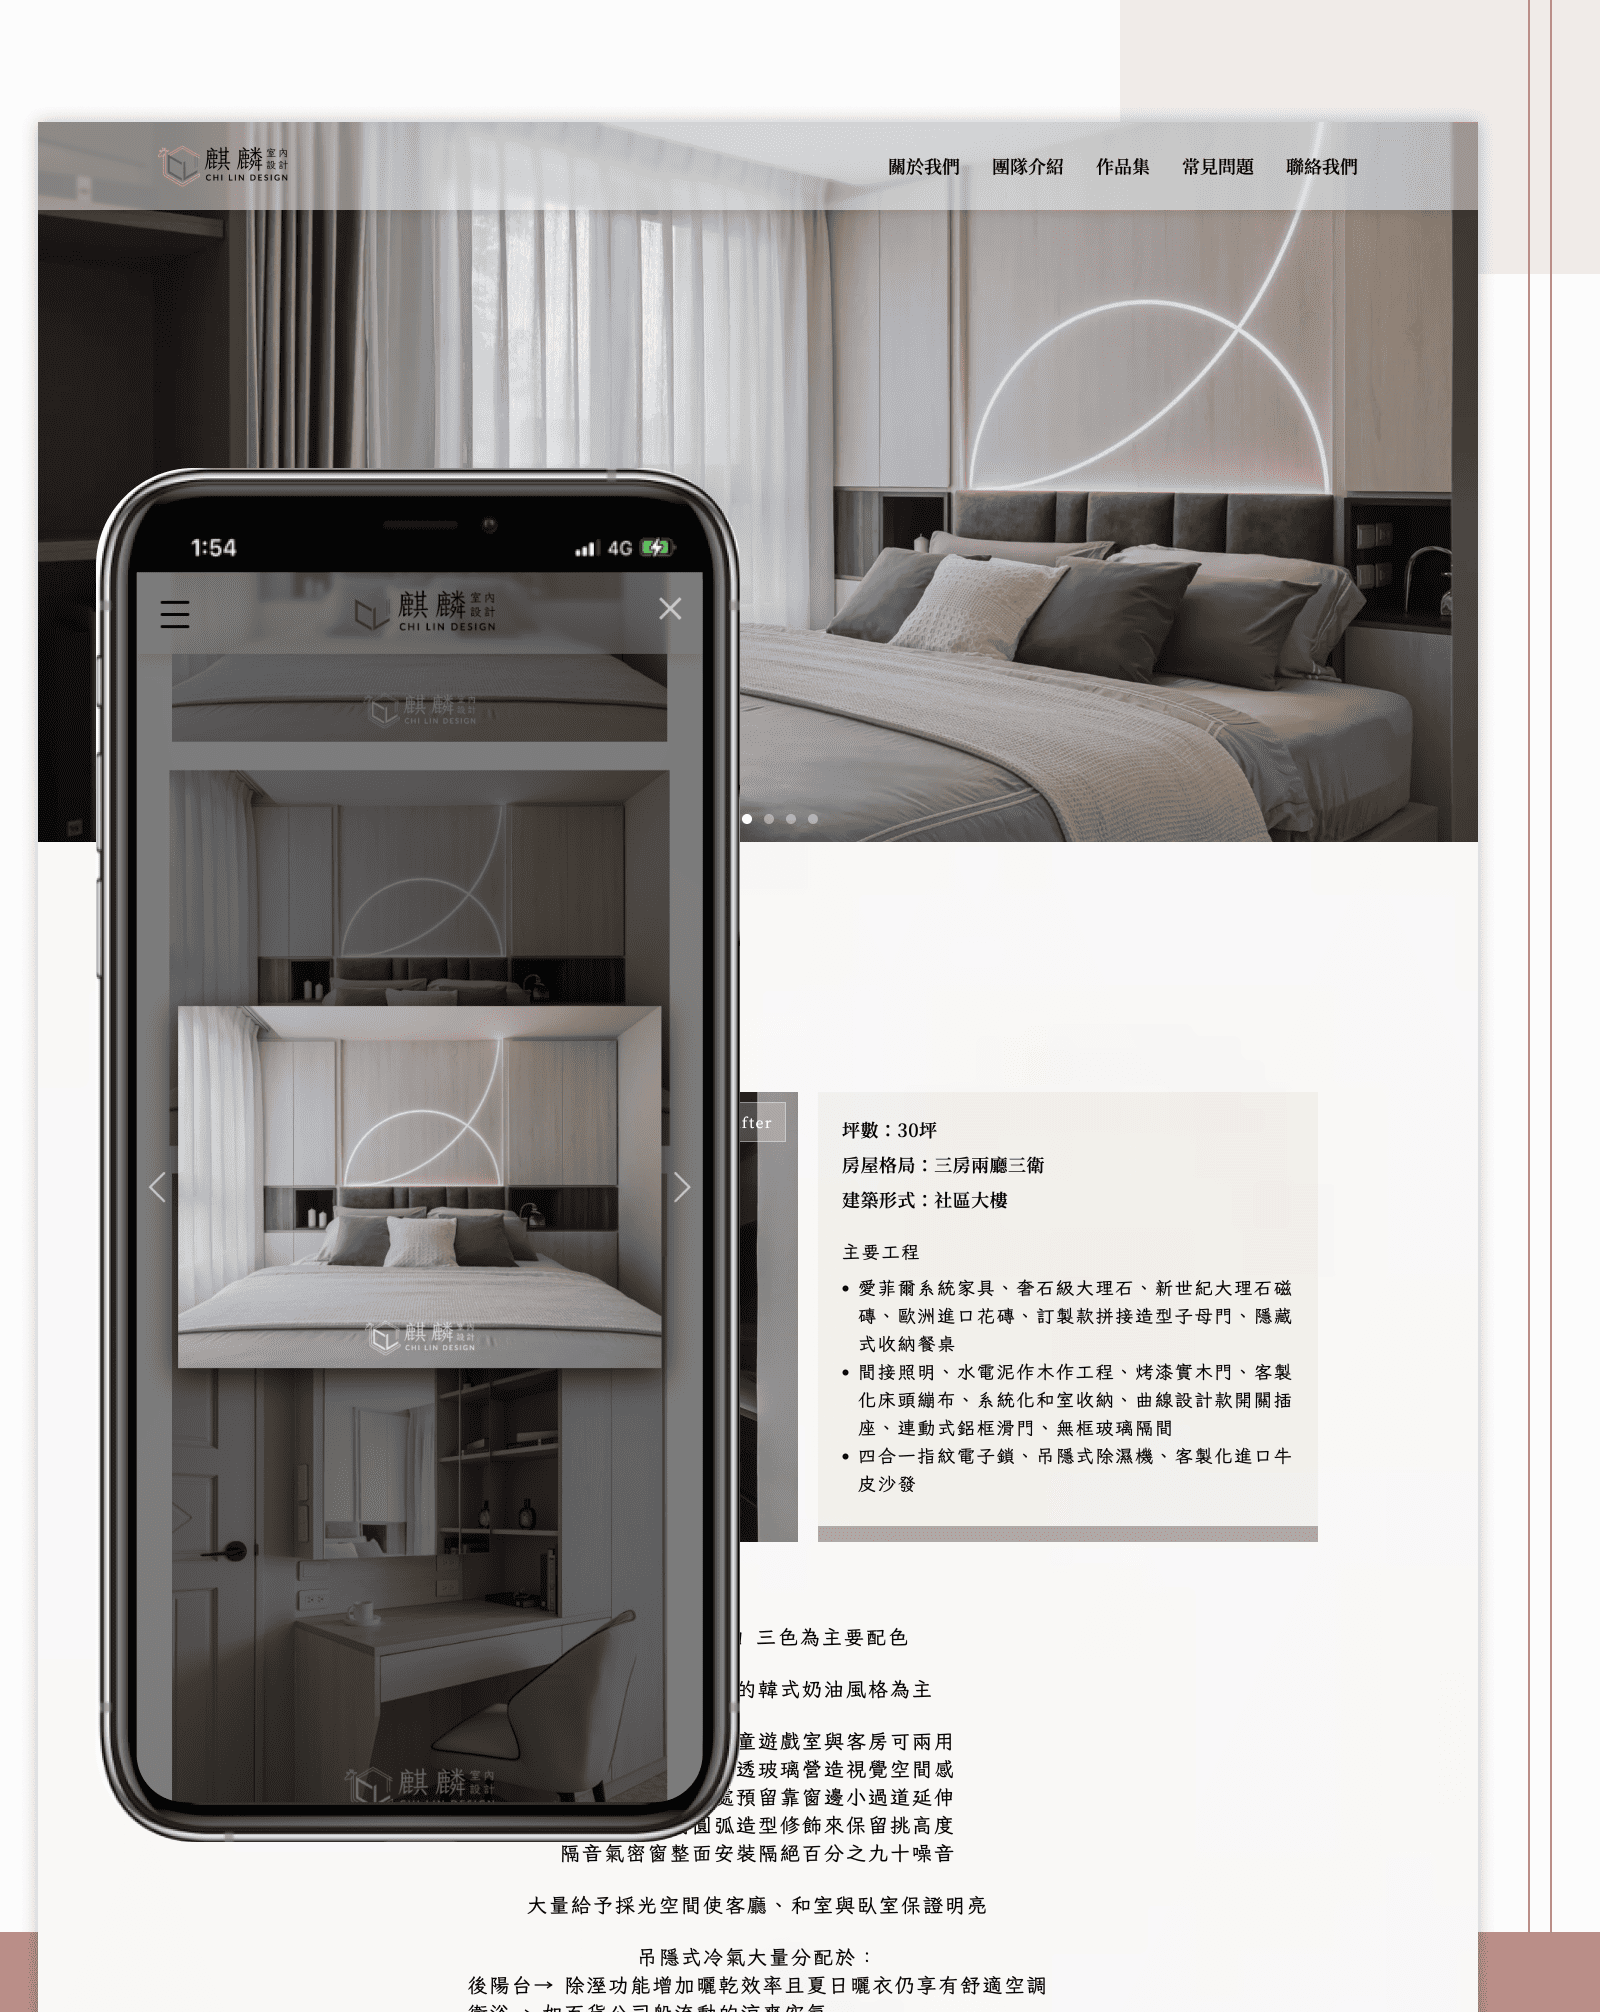 麒麟 室內設計
CHI LIN DESIGN
關於我們 團隊介紹 作品集 常見問題 聯絡我們
1:54
4G
麒麟 室內設計
CHI LIN DESIGN
麒麟 室內設計
CHI LIN DESIGN
麒麟 室內設計
CHI LIN DESIGN
麒麟 室內設計
fter
坪數：30坪
房屋格局：三房兩廳三衛
建築形式：社區大樓
主要工程
• 愛菲爾系統家具、奢石級大理石、新世紀大理石磁
磚、歐洲進口花磚、訂製款拼接造型子母門、隱藏
式收納餐桌
• 間接照明、水電泥作木作工程、烤漆實木門、客製
化床頭繃布、系統化和室收納、曲線設計款開關插
座、連動式鋁框滑門、無框玻璃隔間
• 四合一指紋電子鎖、吊隱式除濕機、客製化進口牛
皮沙發
三色為主要配色
的韓式奶油風格為主
童遊戲室與客房可兩用
透玻璃營造視覺空間感
處預留靠窗邊小過道延伸
圓弧造型修飾來保留挑高度
隔音氣密窗整面安裝隔絕百分之九十噪音
大量給予採光空間使客廳、和室與臥室保證明亮
吊隱式冷氣大量分配於：
後陽台→ 除溼功能增加曬乾效率且夏日曬衣仍享有舒適空調